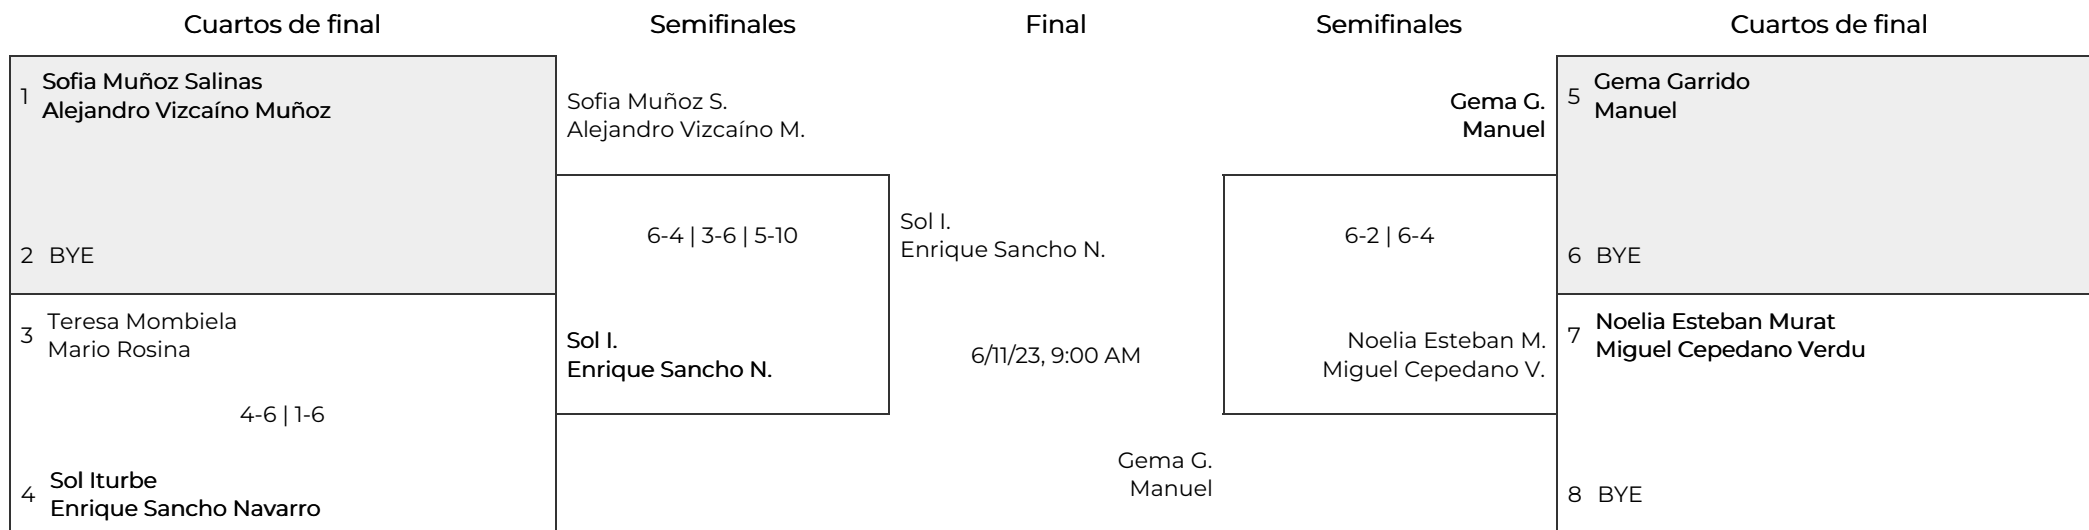 Cuartos de final
Semifinales
Final
Semifinales
Cuartos de final
1
Sofia Muñoz Salinas
Alejandro Vizcaíno Muñoz
2 BYE
3
Teresa Mombiela
Mario Rosina
4-6 | 1-6
4
Sol Iturbe
Enrique Sancho Navarro
Sofia Muñoz S.
Alejandro Vizcaíno M.
6-4 | 3-6 | 5-10
Sol I.
Enrique Sancho N.
Sol I.
Enrique Sancho N.
6/11/23, 9:00 AM
Gema G.
Manuel
Gema G.
Manuel
6-2 | 6-4
Noelia Esteban M.
Miguel Cepedano V.
5
Gema Garrido
Manuel
6 BYE
7
Noelia Esteban Murat
Miguel Cepedano Verdu
8 BYE